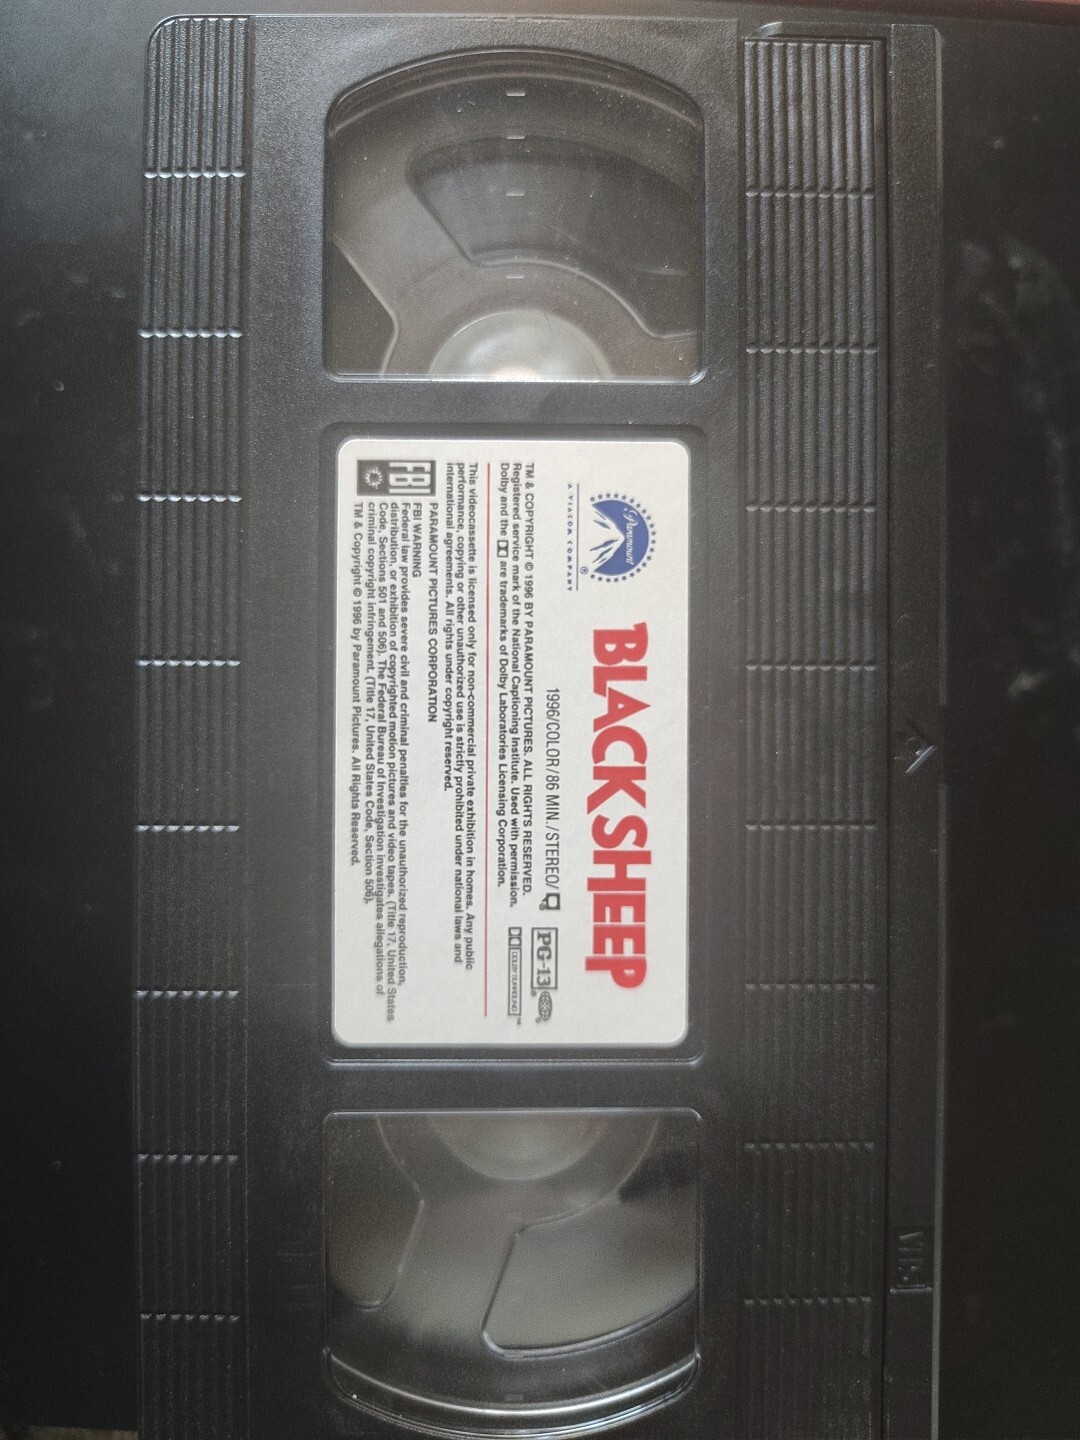 Paramount
®
A VIACOM COMPANY
BLACK SHEEP
1996/COLOR/86 MIN./STEREO/
PG-13®
TM & COPYRIGHT © 1996 BY PARAMOUNT PICTURES. ALL RIGHTS RESERVED.
Registered service mark of the National Captioning Institute. Used with permission.
Dolby and the are trademarks of Dolby Laboratories Licensing Corporation.
DOLBY SURROUND™
This videocassette is licensed only for non-commercial private exhibition in homes. Any public
performance, copying or other unauthorized use is strictly prohibited under national laws and
international agreements. All rights under copyright reserved.
PARAMOUNT PICTURES CORPORATION
FBI
FBI WARNING
Federal law provides severe civil and criminal penalties for the unauthorized reproduction,
distribution, or exhibition of copyrighted motion pictures and video tapes. (Title 17, United States
Code, Sections 501 and 506). The Federal Bureau of Investigation investigates allegations of
criminal copyright infringement. (Title 17, United States Code, Section 506).
TM & Copyright © 1996 by Paramount Pictures. All Rights Reserved.
VHS